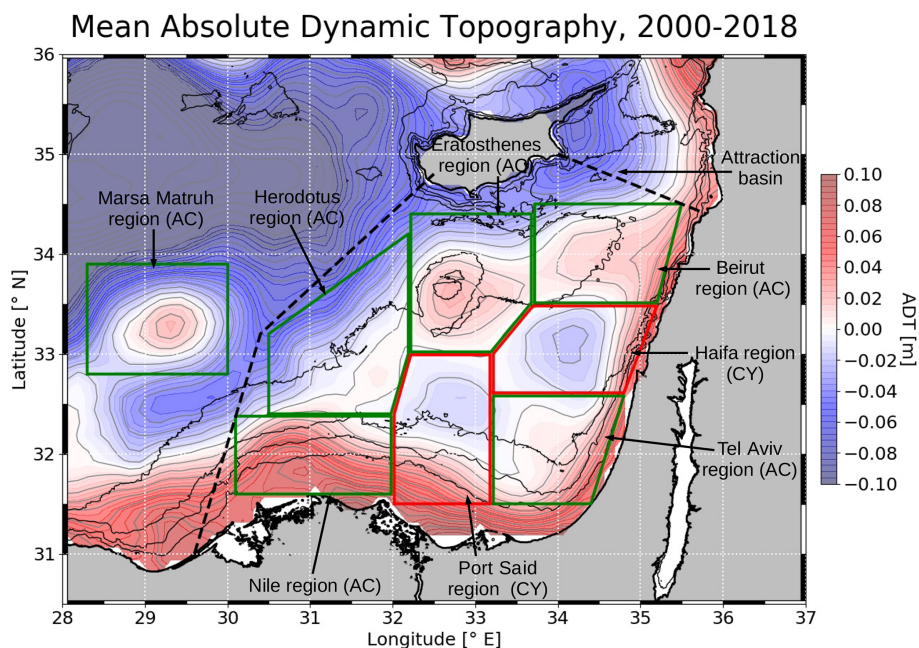 Mean Absolute Dynamic Topography, 2000-2018
36
35
34
33
32
31
Latitude [° N]
28
29
30
31
32
33
34
35
36
37
Longitude [° E]
Marsa Matruh
region (AC)
Herodotus
region (AC)
Eratosthenes
region (AC)
Attraction
basin
Beirut
region (AC)
Haifa region
(CY)
Tel Aviv
region (AC)
Port Said
region (CY)
Nile region (AC)
0.10
0.08
0.06
0.04
0.02
0.00
−0.02
−0.04
−0.06
−0.08
−0.10
ADT [m]